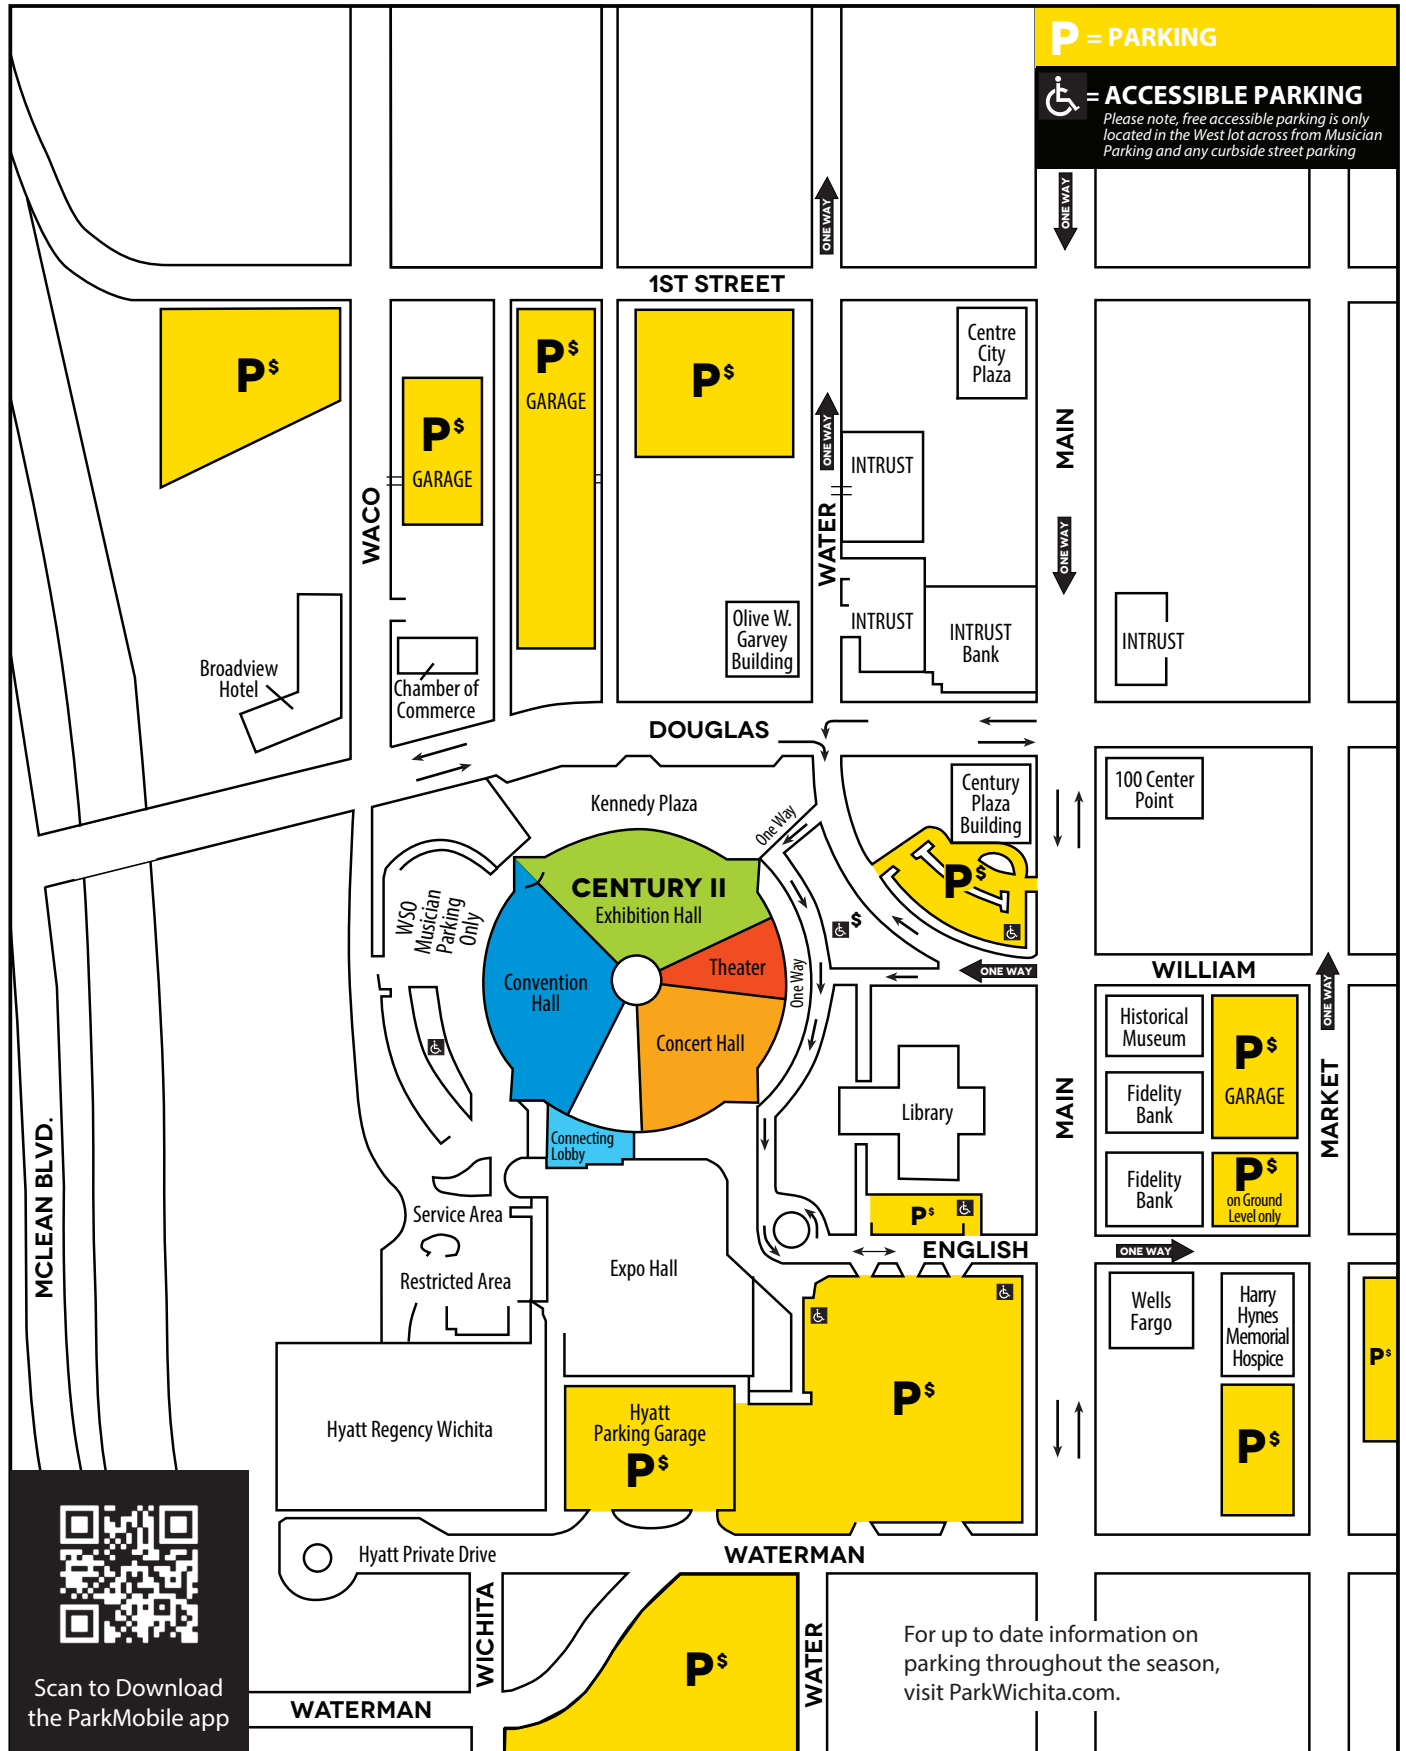 P = PARKING
= ACCESSIBLE PARKING
Please note, free accessible parking is only
located in the West lot across from Musician
Parking and any curbside street parking
ONE WAY
ONE WAY
1ST STREET
P$
P$
GARAGE
P$
GARAGE
P$
Centre
City
Plaza
ONE WAY
MAIN
WACO
WATER
INTRUST
ONE WAY
INTRUST
INTRUST
Bank
INTRUST
Olive W.
Garvey
Building
Broadview
Hotel
Chamber of
Commerce
DOUGLAS
Kennedy Plaza
One Way
Century
Plaza
Building
100 Center
Point
P$
CENTURY II
Exhibition Hall
WSO
Musician
Parking
Only
$
Theater
Convention
Hall
One Way
ONE WAY
WILLIAM
ONE WAY
Concert Hall
Historical
Museum
P$
GARAGE
Fidelity
Bank
MAIN
MARKET
Library
Connecting
Lobby
Fidelity
Bank
P$
on Ground
Level only
MCLEAN BLVD.
Service Area
P$
ENGLISH
ONE WAY
Restricted Area
Expo Hall
Wells
Fargo
Harry
Hynes
Memorial
Hospice
P$
P$
Hyatt Regency Wichita
Hyatt
Parking Garage
P$
P$
Hyatt Private Drive
WATERMAN
WICHITA
WATER
P$
WATERMAN
Scan to Download
the ParkMobile app
For up to date information on
parking throughout the season,
visit ParkWichita.com.